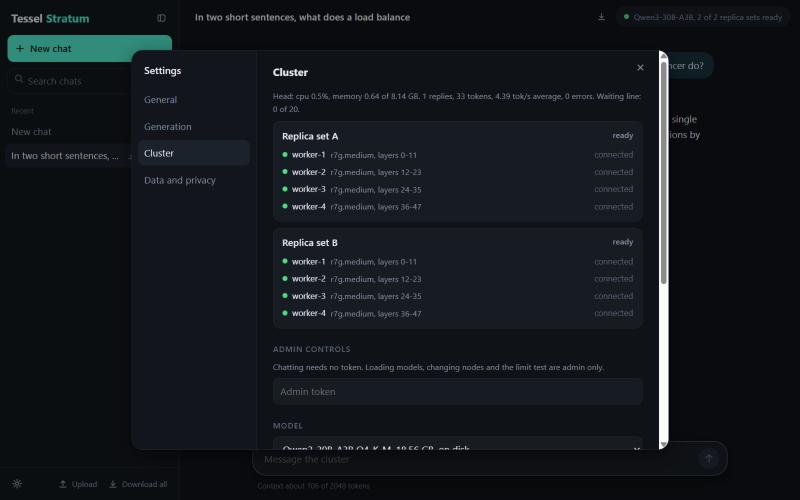 Tessel Stratum
New chat
Search chats
Recent
New chat
In two short sentences, ...
Upload
Download all
In two short sentences, what does a load balance
Qwen3-30B-A3B, 2 of 2 replica sets ready
ncer do?
single
ions by
Settings
General
Generation
Cluster
Data and privacy
Cluster
Head: cpu 0.5%, memory 0.64 of 8.14 GB. 1 replies, 33 tokens, 4.39 tok/s average, 0 errors. Waiting line:
0 of 20.
Replica set A ready
worker-1 r7g.medium, layers 0-11 connected
worker-2 r7g.medium, layers 12-23 connected
worker-3 r7g.medium, layers 24-35 connected
worker-4 r7g.medium, layers 36-47 connected
Replica set B ready
worker-1 r7g.medium, layers 0-11 connected
worker-2 r7g.medium, layers 12-23 connected
worker-3 r7g.medium, layers 24-35 connected
worker-4 r7g.medium, layers 36-47 connected
ADMIN CONTROLS
Chatting needs no token. Loading models, changing nodes and the limit test are admin only.
Admin token
MODEL
Qwen3-30B-A3B Q4_K_M, 18.56 GB, on disk
Message the cluster
Context about 106 of 2048 tokens